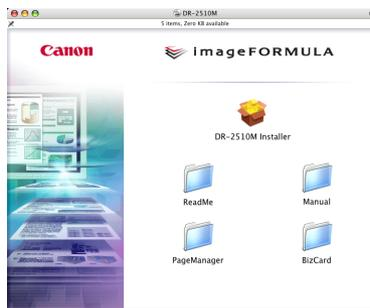 DR-2510M
5 items, Zero KB available
Canon
imageFORMULA
DR-2510M Installer
ReadMe
Manual
PageManager
BizCard